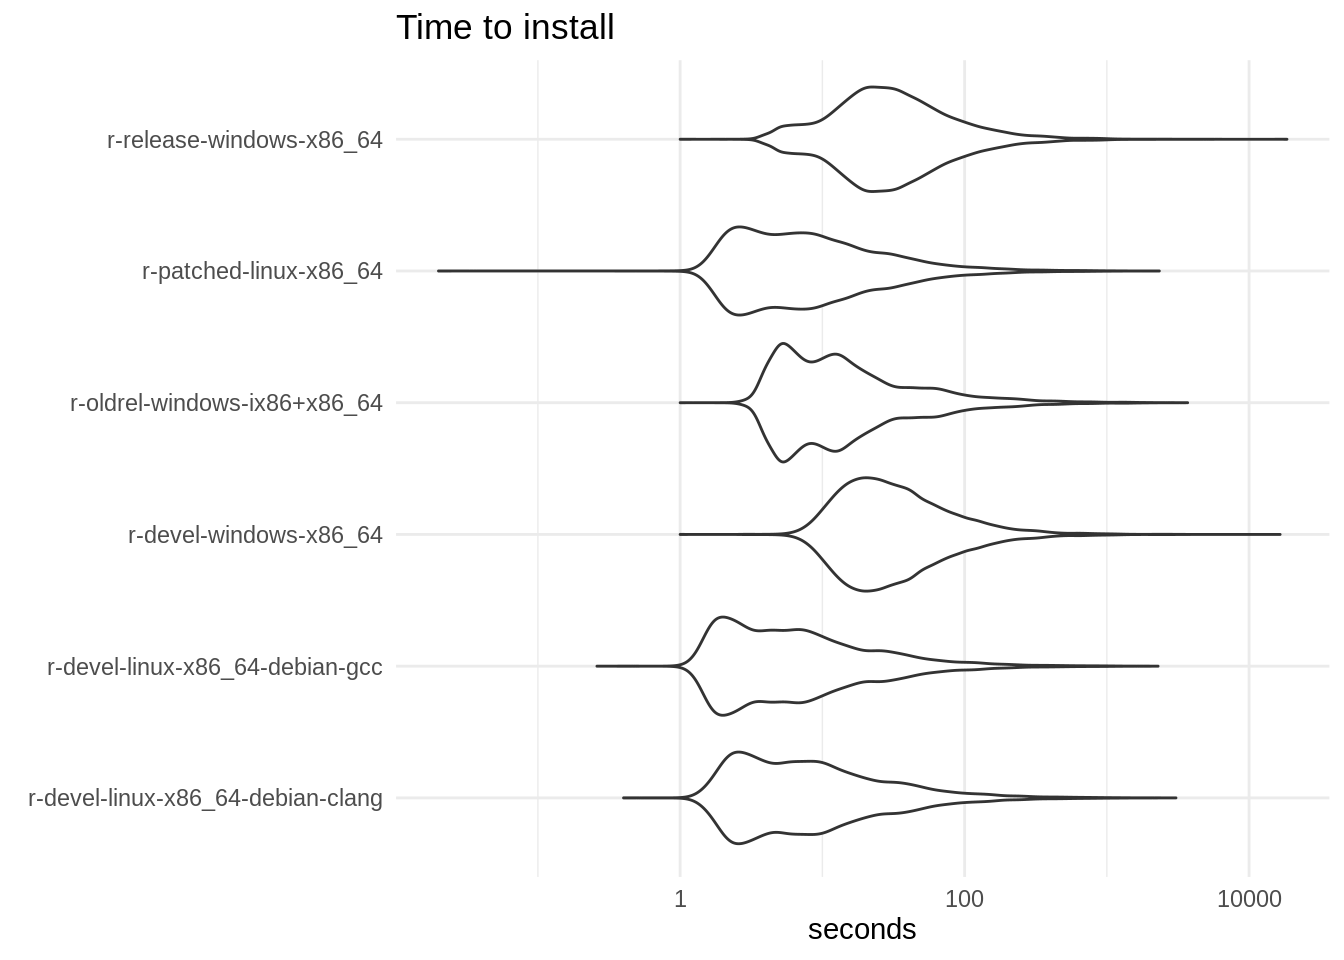 Time to install
r-release-windows-x86_64
r-patched-linux-x86_64
r-oldrel-windows-ix86+x86_64
r-devel-windows-x86_64
r-devel-linux-x86_64-debian-gcc
r-devel-linux-x86_64-debian-clang
1 100 10000
seconds